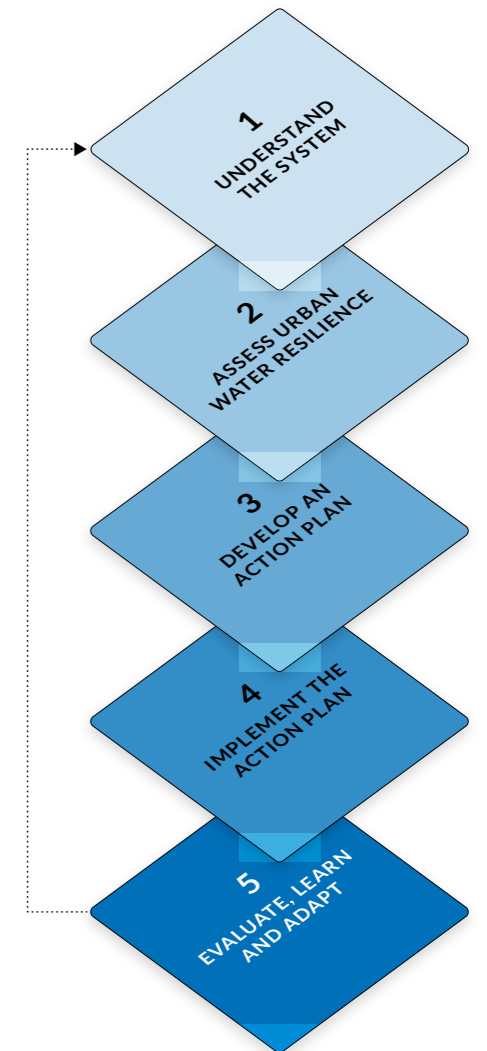 1
UNDERSTAND
THE SYSTEM
2
ASSESS URBAN
WATER RESILIENCE
3
DEVELOP AN
ACTION PLAN
4
IMPLEMENT THE
ACTION PLAN
5
EVALUATE, LEARN
AND ADAPT